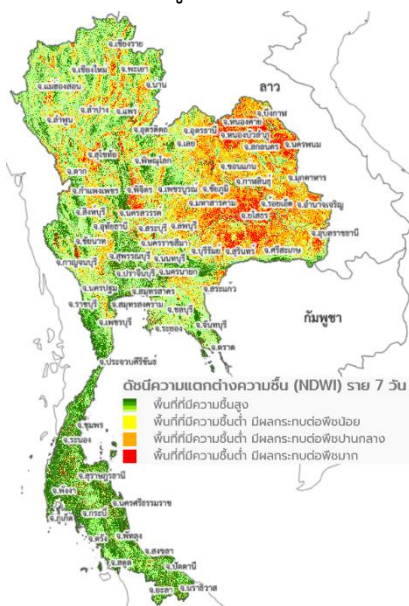 จ.เชียงราย
จ.เชียงใหม่
จ.พะเยา
จ.แม่ฮ่องสอน
จ.น่าน
จ.ลำปาง
จ.แพร่
จ.ลำพูน
จ.อุตรดิตถ์
ลาว
จ.บึงกาฬ
จ.หนองคาย
จ.อุดรธานี
จ.หนองบัวลำภู
จ.นครพนม
จ.สกลนคร
จ.เลย
จ.สุโขทัย
จ.พิษณุโลก
จ.ตาก
จ.ขอนแก่น
จ.มุกดาหาร
จ.กาฬสินธุ์
จ.กำแพงเพชร
จ.พิจิตร
จ.เพชรบูรณ์
จ.ชัยภูมิ
จ.มหาสารคาม
จ.ร้อยเอ็ด
จ.อำนาจเจริญ
จ.ยโสธร
จ.นครสวรรค์
จ.สิงห์บุรี
จ.อุทัยธานี
จ.สระบุรี
จ.ลพบุรี
จ.อุบลราชธานี
จ.ชัยนาท
จ.นครราชสีมา
จ.บุรีรัมย์
จ.สุรินทร์
จ.ศรีสะเกษ
จ.สุพรรณบุรี
จ.นนทบุรี
จ.กาญจนบุรี
จ.ปราจีนบุรี
จ.นครนายก
จ.นครปฐม
จ.สมุทรสาคร
จ.สระแก้ว
จ.ราชบุรี
จ.สมุทรสงคราม
จ.ชลบุรี
จ.เพชรบุรี
จ.ระยอง
จ.จันทบุรี
กัมพูชา
จ.ตราด
จ.ประจวบคีรีขันธ์
ดัชนีความแตกต่างความชื้น (NDWI) ราย 7 วัน
พื้นที่ที่มีความชื้นสูง
พื้นที่ที่มีความชื้นต่ำ มีผลกระทบต่อพืชน้อย
พื้นที่ที่มีความชื้นต่ำ มีผลกระทบต่อพืชปานกลาง
พื้นที่ที่มีความชื้นต่ำ มีผลกระทบต่อพืชมาก
จ.ชุมพร
จ.ระนอง
จ.สุราษฎร์ธานี
จ.พังงา
จ.นครศรีธรรมราช
จ.กระบี่
จ.ภูเก็ต
จ.ตรัง
จ.พัทลุง
จ.สงขลา
จ.สตูล
จ.ปัตตานี
จ.ยะลา
จ.นราธิวาส